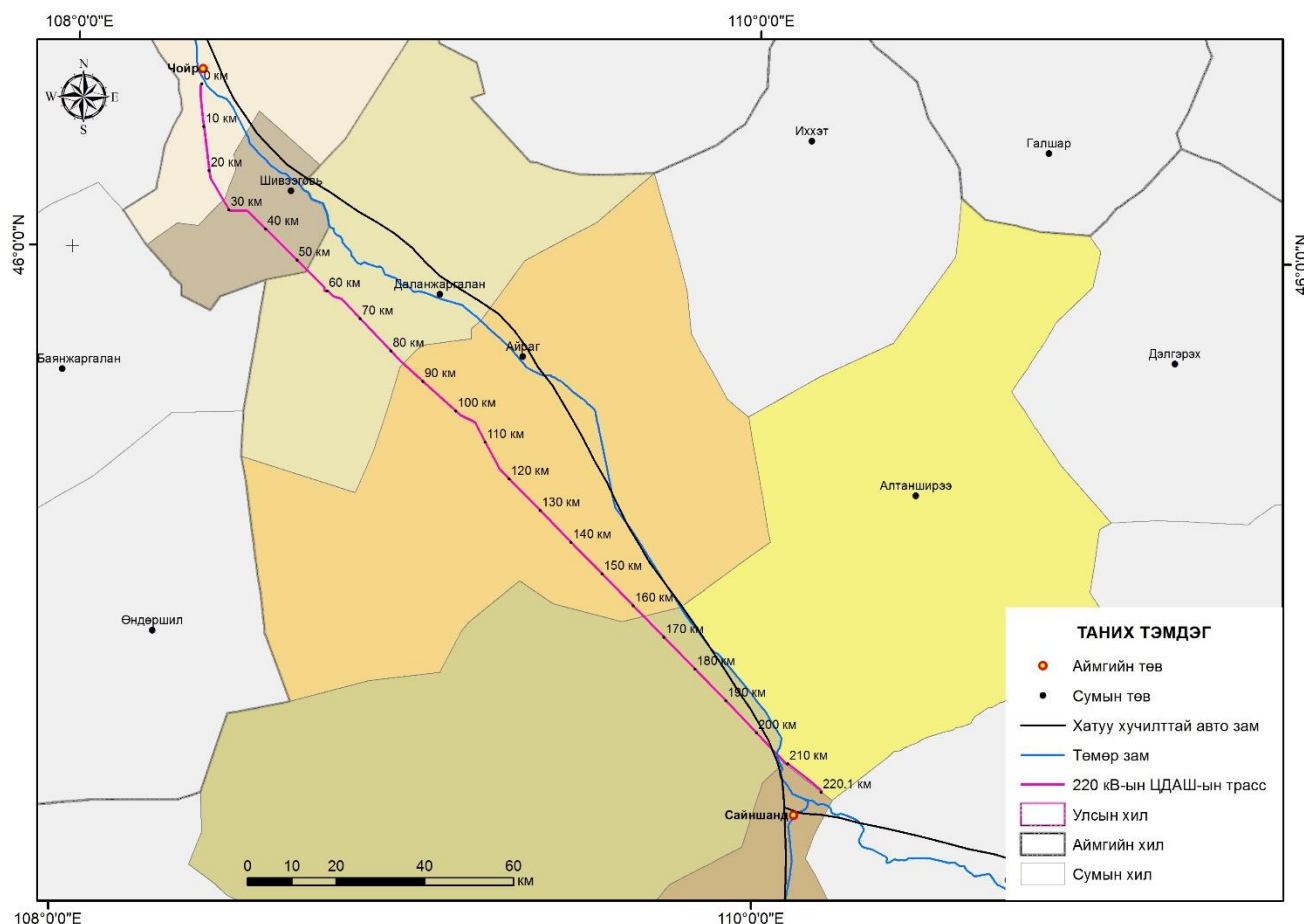 108°0'0"E
110°0'0"E
N
W E
S
Чойр
0 км
10 км
20 км
30 км
40 км
50 км
60 км
70 км
80 км
90 км
100 км
110 км
120 км
130 км
140 км
150 км
160 км
170 км
180 км
190 км
200 км
210 км
220.1 км
Иххэт
Галшар
Шивээговь
46°0'0"N
46°0'0"N
Даланжаргалан
Айраг
Баянжаргалан
Дэлгэрэх
Алтанширээ
Өндөршил
Сайншанд
0 10 20 40 60
км
ТАНИХ ТЭМДЭГ
Аймгийн төв
Сумын төв
Хатуу хучилттай авто зам
Төмөр зам
220 кВ-ын ЦДАШ-ын трасс
Улсын хил
Аймгийн хил
Сумын хил
108°0'0"E
110°0'0"E